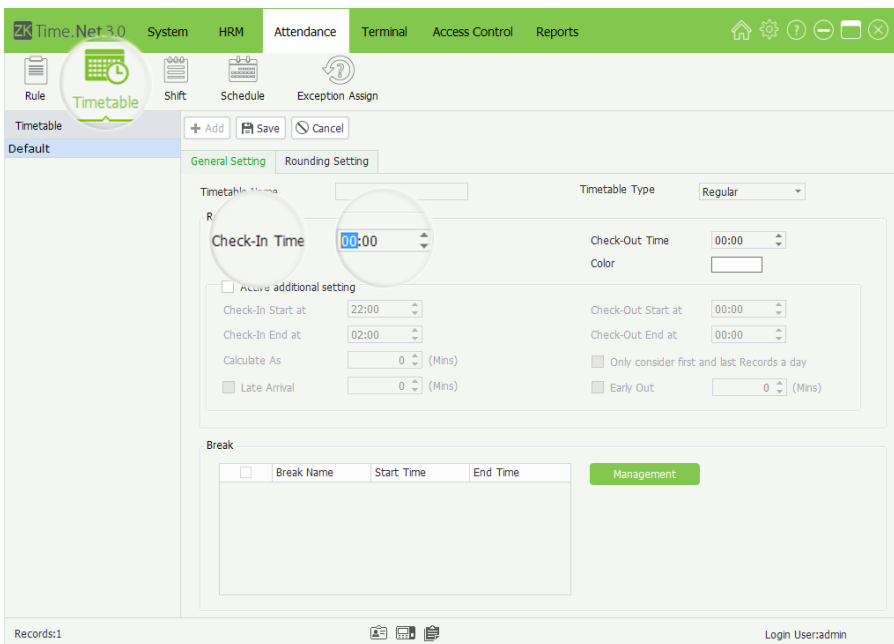 ZK Time.Net 3.0 System HRM Attendance Terminal Access Control Reports
Rule Timetable Shift Schedule Exception Assign
Timetable
Default
+ Add Save Cancel
General Setting Rounding Setting
Timetable Name Timetable Type Regular
Check-In Time 00:00 Check-Out Time 00:00
Color
Active additional setting
Check-In Start at 22:00 Check-Out Start at 00:00
Check-In End at 02:00 Check-Out End at 00:00
Calculate As 0 (Mins) Only consider first and last Records a day
Late Arrival 0 (Mins) Early Out 0 (Mins)
Break
Break Name Start Time End Time Management
Records:1 Login User:admin